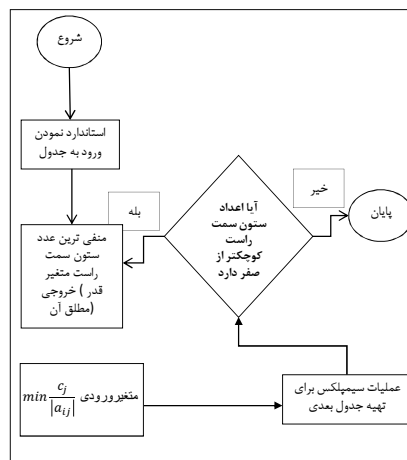 شروع
استاندارد نمودن
ورود به جدول
بله
خیر
آیا اعداد
ستون سمت
راست
کوچکتر از
صفر دارد
پایان
منفی ترین عدد
ستون سمت
راست متغیر
خروجی ( قدر
مطلق آن)
متغیرورودی min c_j / |a_ij|
عملیات سیمپلکس برای
تهیه جدول بعدی